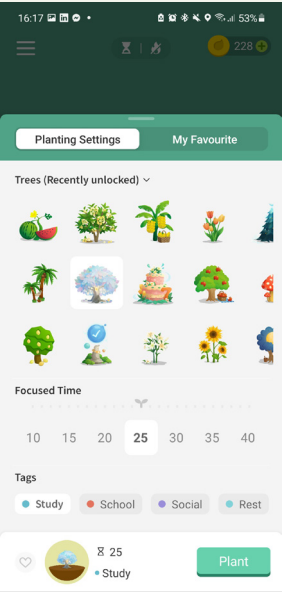 16:17 53%
228
Planting Settings My Favourite
Trees (Recently unlocked)
Focused Time
10 15 20 25 30 35 40
Tags
Study School Social Rest
25
Study
Plant